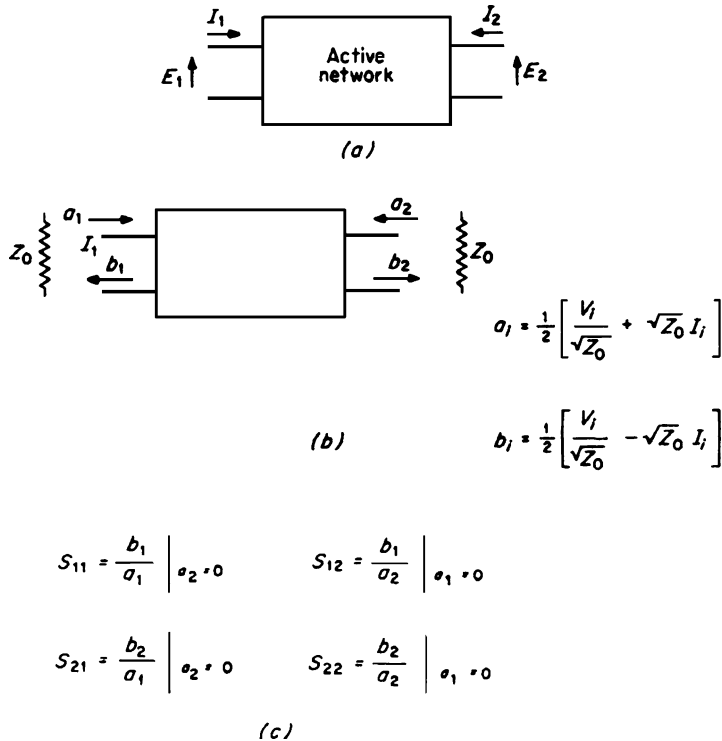 I₁ I₂
E₁ Active network E₂
(a)
a₁ a₂
Z₀ I₁ Z₀
b₁ b₂
aᵢ = 1/2 [ Vᵢ/√Z₀ + √Z₀ Iᵢ ]
(b)
bᵢ = 1/2 [ Vᵢ/√Z₀ − √Z₀ Iᵢ ]
S₁₁ = b₁/a₁ | a₂ = 0
S₁₂ = b₁/a₂ | a₁ = 0
S₂₁ = b₂/a₁ | a₂ = 0
S₂₂ = b₂/a₂ | a₁ = 0
(c)